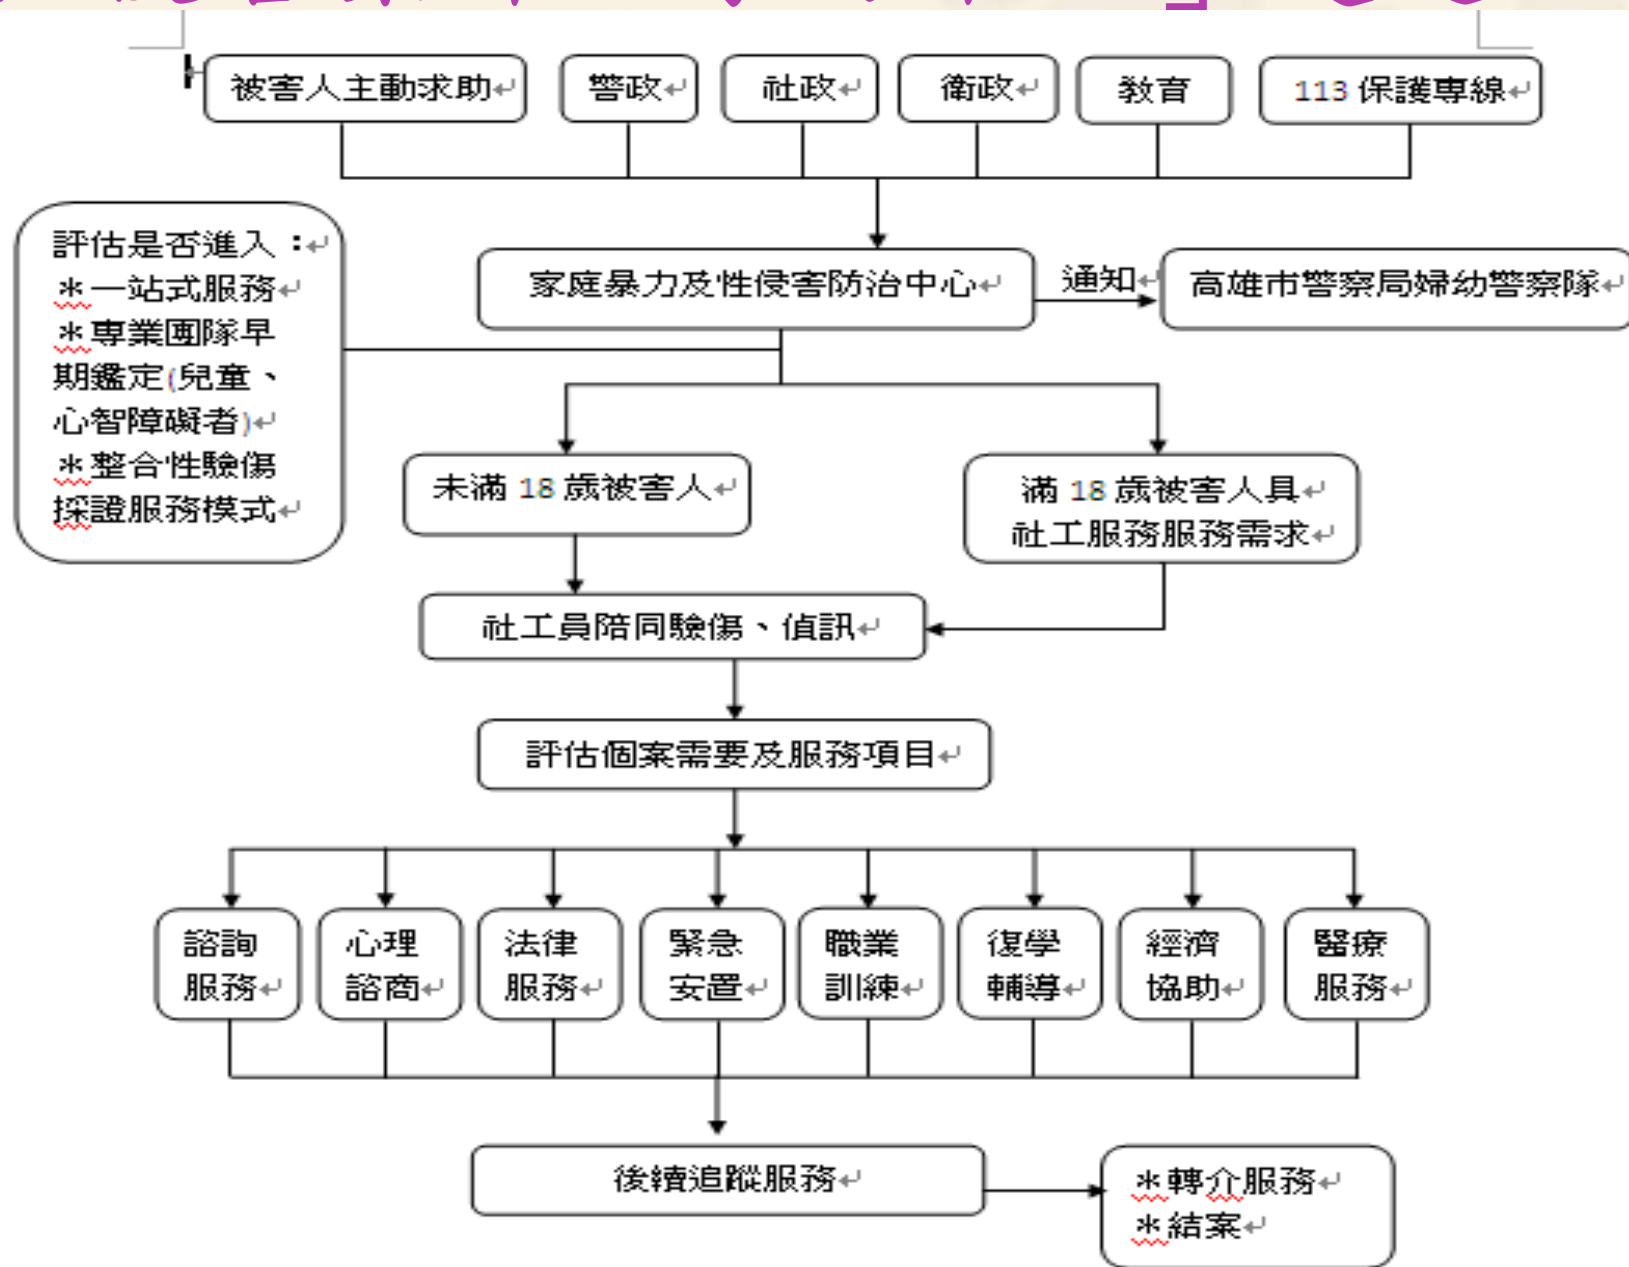 被害人主動求助
警政
社政
衛政
教育
113 保護專線
評估是否進入：
＊一站式服務
＊專業團隊早
期鑑定(兒童、
心智障礙者)
＊整合性驗傷
採證服務模式
家庭暴力及性侵害防治中心
通知
高雄市警察局婦幼警察隊
未滿 18 歲被害人
滿 18 歲被害人具
社工服務服務需求
社工員陪同驗傷、偵訊
評估個案需要及服務項目
諮詢
服務
心理
諮商
法律
服務
緊急
安置
職業
訓練
復學
輔導
經濟
協助
醫療
服務
後續追蹤服務
＊轉介服務
＊結案